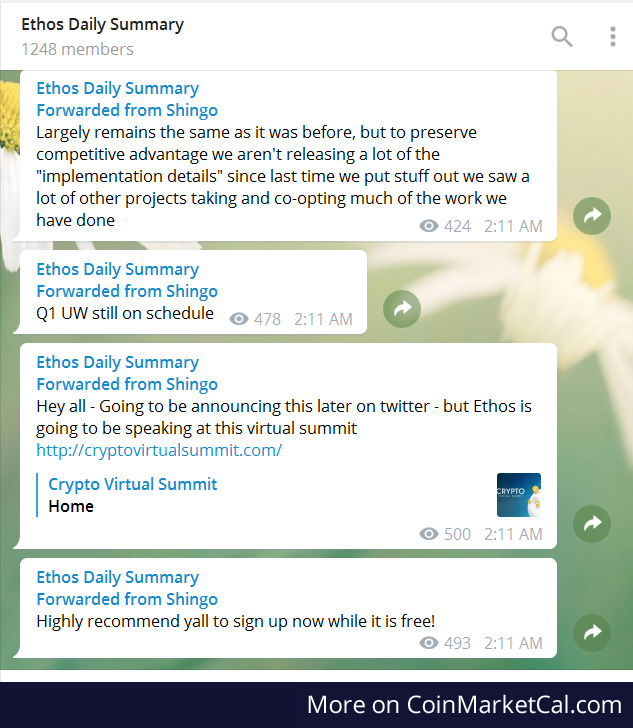 Ethos Daily Summary
1248 members
Ethos Daily Summary
Forwarded from Shingo
Largely remains the same as it was before, but to preserve
competitive advantage we aren't releasing a lot of the
"implementation details" since last time we put stuff out we saw a
lot of other projects taking and co-opting much of the work we
have done
424 2:11 AM
Ethos Daily Summary
Forwarded from Shingo
Q1 UW still on schedule 478 2:11 AM
Ethos Daily Summary
Forwarded from Shingo
Hey all - Going to be announcing this later on twitter - but Ethos is
going to be speaking at this virtual summit
http://cryptovirtualsummit.com/
Crypto Virtual Summit
Home
CRYPTO
500 2:11 AM
Ethos Daily Summary
Forwarded from Shingo
Highly recommend yall to sign up now while it is free!
493 2:11 AM
More on CoinMarketCal.com